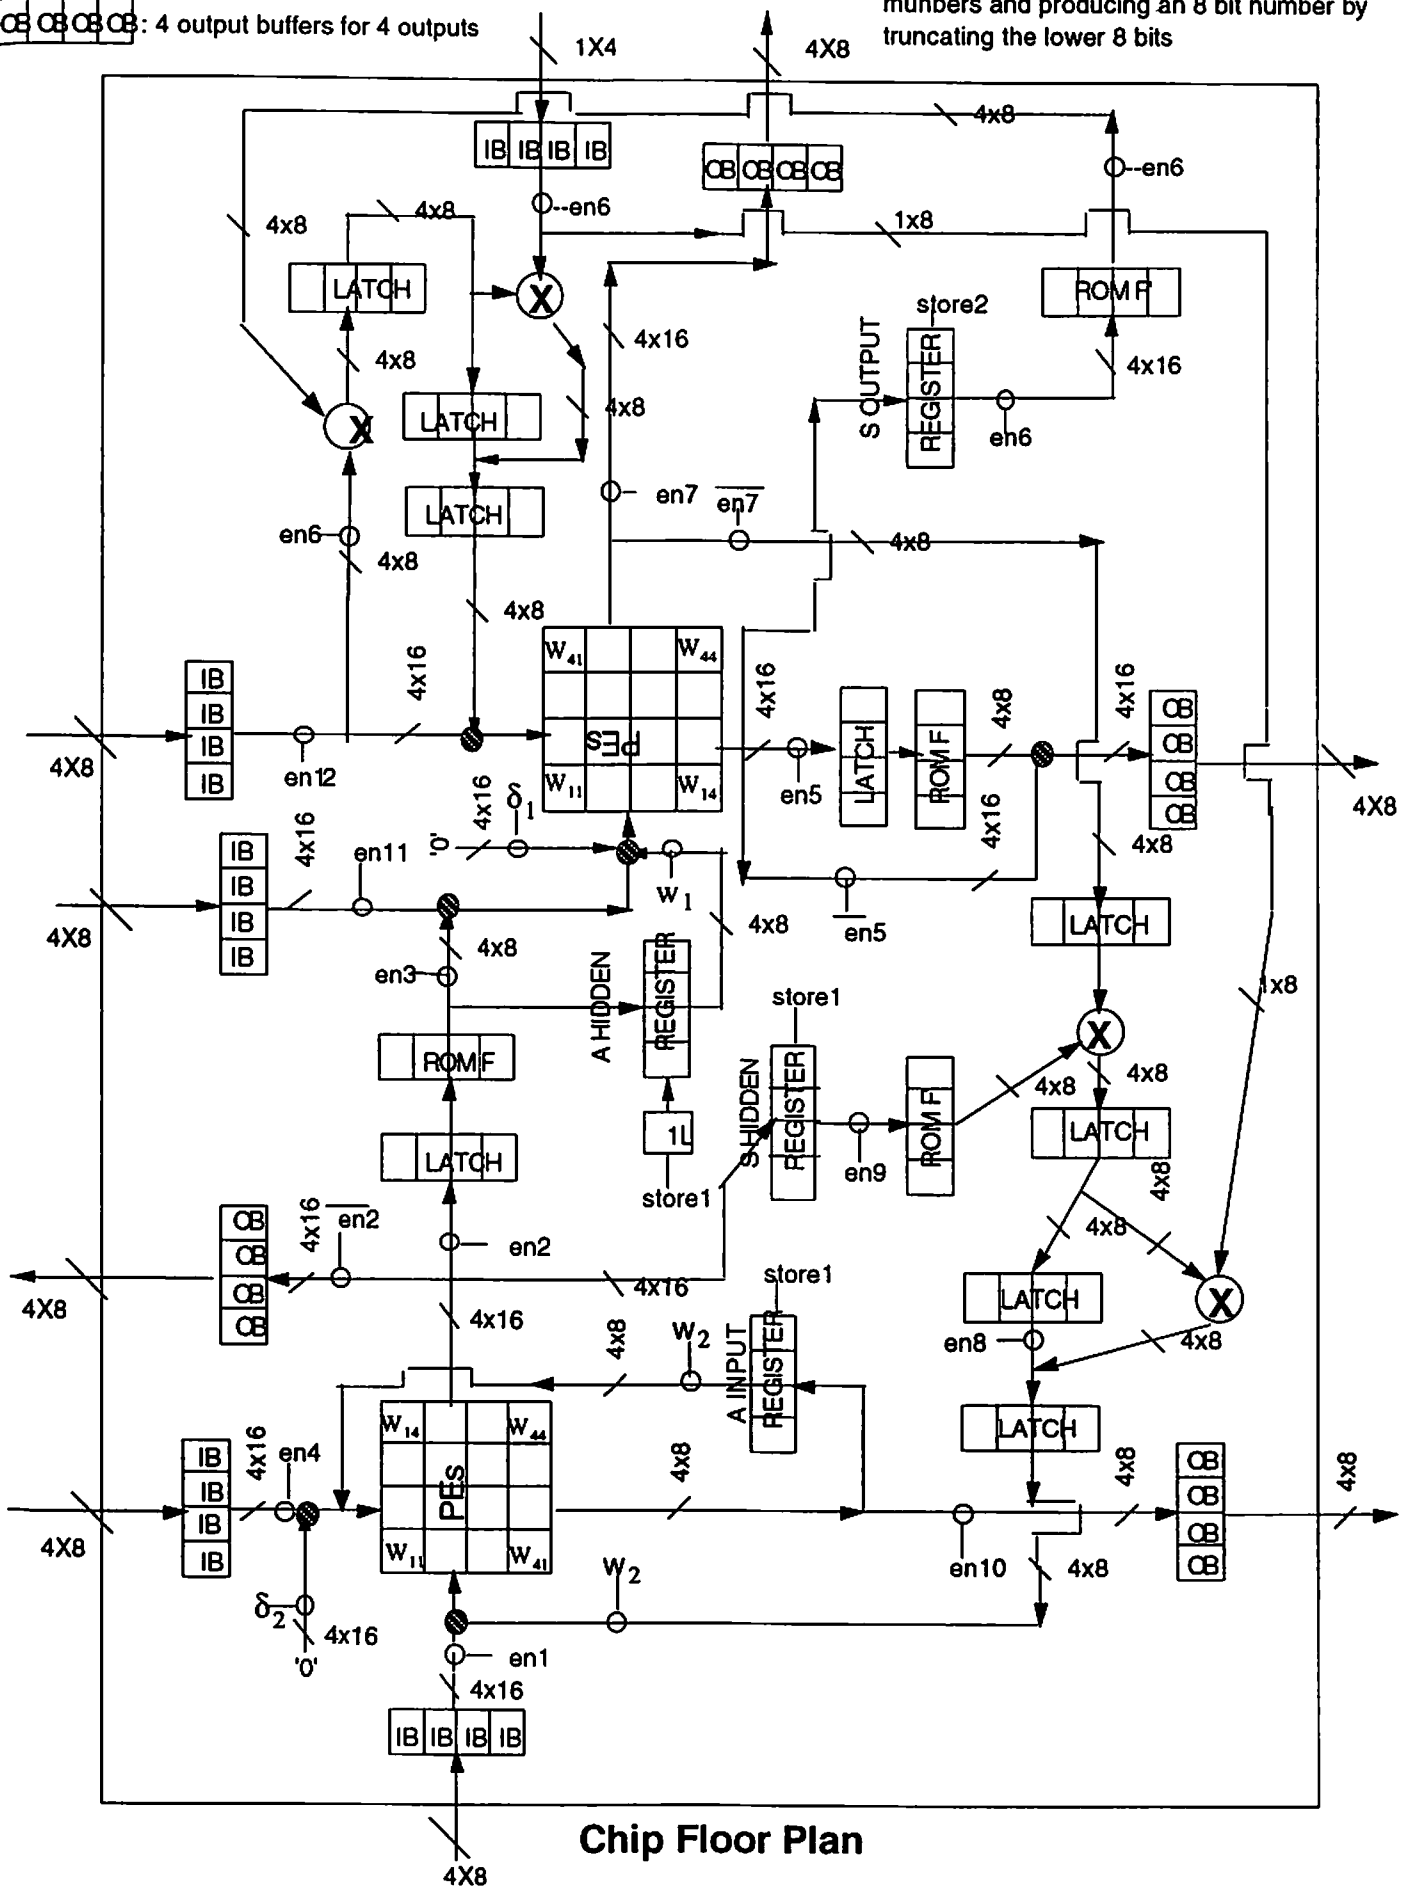 OB OB OB OB : 4 output buffers for 4 outputs
munbers and producing an 8 bit number by
truncating the lower 8 bits
1X4
4X8
4x8
IB IB IB IB
OB OB OB OB
--en6
--en6
4x8
4x8
1x8
LATCH
X
ROM F
store2
4x16
S OUTPUT
REGISTER
4x16
4x8
X
LATCH
4x8
en6
LATCH
en7
en7
en6
4x8
4x8
4x8
4x16
W41
W44
4x16
4x8
4x16
IB
IB
IB
IB
OB
OB
OB
OB
PES
LATCH
ROM F
4X8
en12
W11
W14
en5
4X8
4x16
δ1
'0'
4x16
4x8
4x16
en11
IB
IB
IB
IB
W1
en5
4X8
4x8
4x8
LATCH
en3
A HIDDEN
REGISTER
store1
1x8
ROM F
X
S HIDDEN
REGISTER
4x8
4x8
ROM F
1L
LATCH
LATCH
en9
4x8
store1
OB
OB
OB
OB
4x16
en2
en2
4x8
4x16
store1
4X8
LATCH
X
4x16
4x8
W2
A INPUT
REGISTER
en8
4x8
W14
W44
LATCH
IB
IB
IB
IB
4x16
en4
PES
4x8
4x8
OB
OB
OB
OB
4x8
4X8
W11
W41
W2
en10
4x8
δ2
4x16
'0'
en1
4x16
IB IB IB IB
Chip Floor Plan
4X8